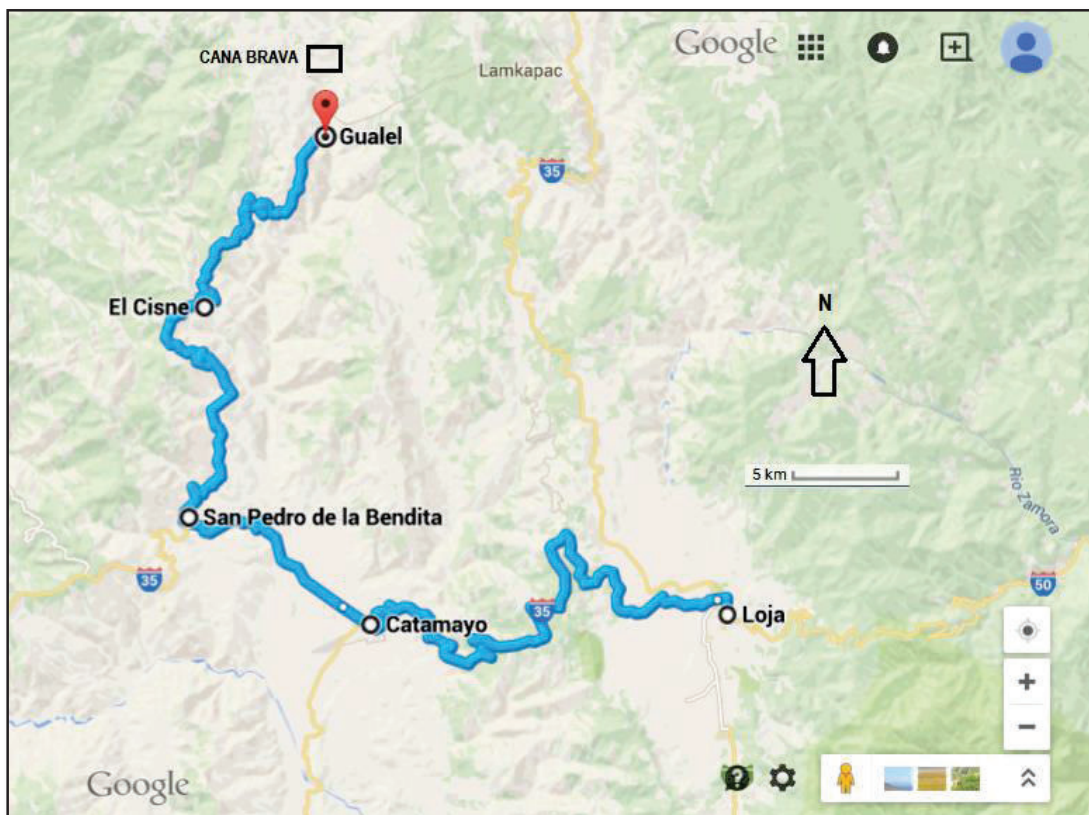 Google
CANA BRAVA
Lamkapac
Gualel
35
El Cisne
N
5 km
Rio Zamora
San Pedro de la Bendita
35
50
35
Catamayo
Loja
Google